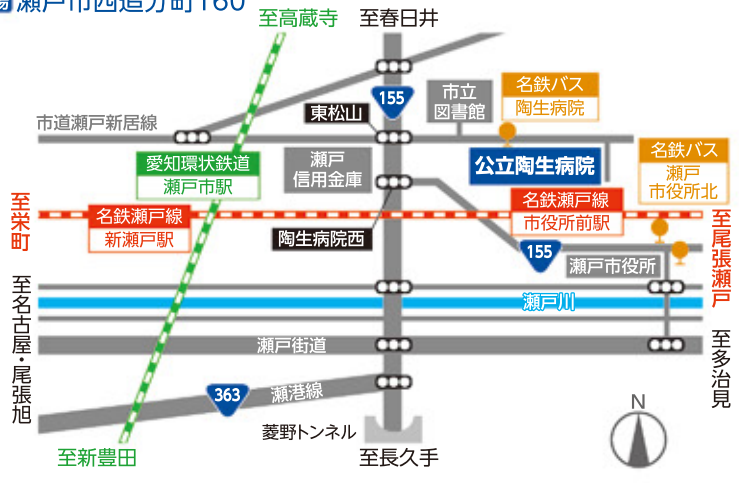 瀬戸市西追分町160
至高蔵寺
至春日井
155
市立
図書館
名鉄バス
陶生病院
東松山
市道瀬戸新居線
愛知環状鉄道
瀬戸市駅
瀬戸
信用金庫
公立陶生病院
名鉄バス
瀬戸
市役所北
至栄町
名鉄瀬戸線
新瀬戸駅
陶生病院西
名鉄瀬戸線
市役所前駅
至尾張瀬戸
155
瀬戸市役所
至名古屋・尾張旭
瀬戸川
瀬戸街道
至多治見
363
瀬港線
N
菱野トンネル
至新豊田
至長久手